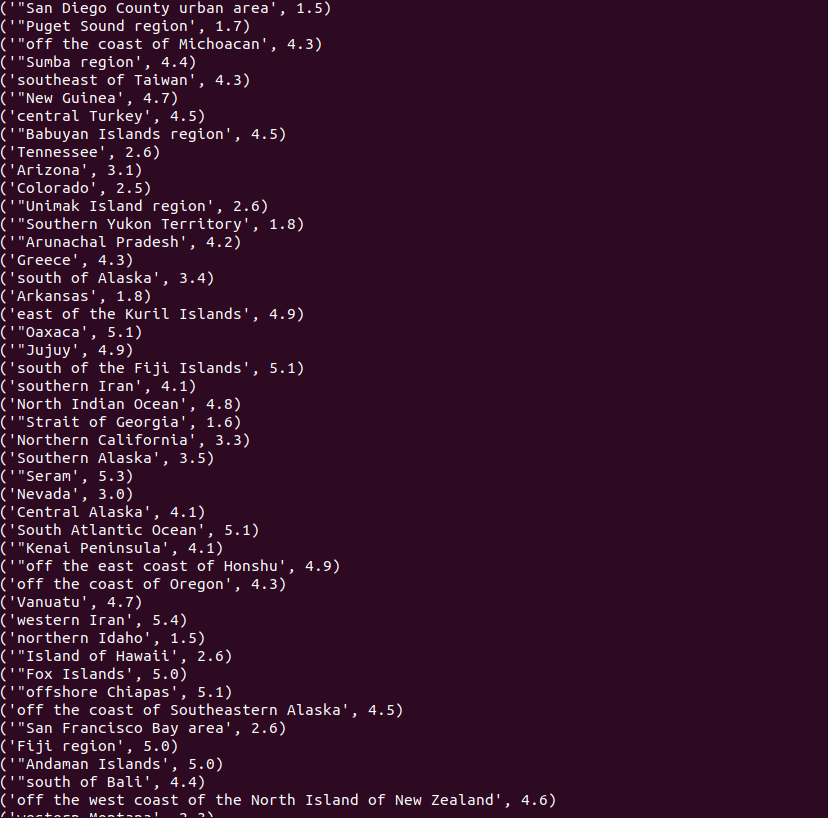 ('"San Diego County urban area', 1.5)
('"Puget Sound region', 1.7)
('"off the coast of Michoacan', 4.3)
('"Sumba region', 4.4)
('southeast of Taiwan', 4.3)
('"New Guinea', 4.7)
('central Turkey', 4.5)
('"Babuyan Islands region', 4.5)
('Tennessee', 2.6)
('Arizona', 3.1)
('Colorado', 2.5)
('"Unimak Island region', 2.6)
('"Southern Yukon Territory', 1.8)
('"Arunachal Pradesh', 4.2)
('Greece', 4.3)
('south of Alaska', 3.4)
('Arkansas', 1.8)
('east of the Kuril Islands', 4.9)
('"Oaxaca', 5.1)
('"Jujuy', 4.9)
('south of the Fiji Islands', 5.1)
('southern Iran', 4.1)
('North Indian Ocean', 4.8)
('"Strait of Georgia', 1.6)
('Northern California', 3.3)
('Southern Alaska', 3.5)
('"Seram', 5.3)
('Nevada', 3.0)
('Central Alaska', 4.1)
('South Atlantic Ocean', 5.1)
('"Kenai Peninsula', 4.1)
('"off the east coast of Honshu', 4.9)
('off the coast of Oregon', 4.3)
('Vanuatu', 4.7)
('western Iran', 5.4)
('northern Idaho', 1.5)
('"Island of Hawaii', 2.6)
('"Fox Islands', 5.0)
('"offshore Chiapas', 5.1)
('off the coast of Southeastern Alaska', 4.5)
('"San Francisco Bay area', 2.6)
('Fiji region', 5.0)
('"Andaman Islands', 5.0)
('"south of Bali', 4.4)
('off the west coast of the North Island of New Zealand', 4.6)
('western Montana',